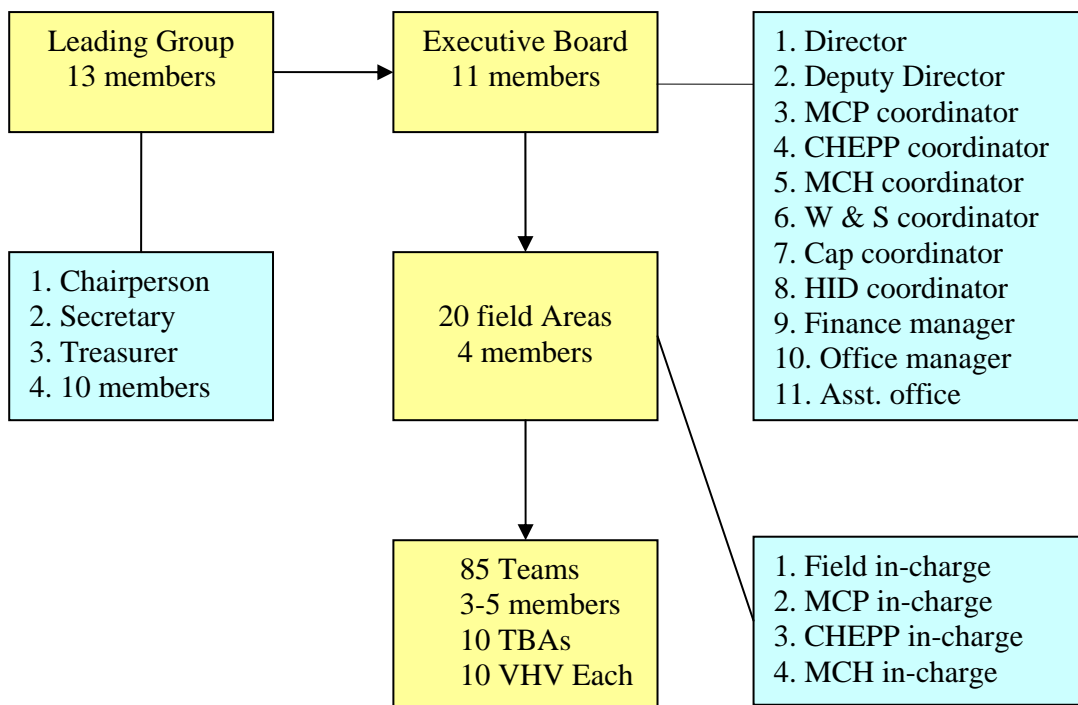 Leading Group
13 members
Executive Board
11 members
1. Director
2. Deputy Director
3. MCP coordinator
4. CHEPP coordinator
5. MCH coordinator
6. W & S coordinator
7. Cap coordinator
8. HID coordinator
9. Finance manager
10. Office manager
11. Asst. office
1. Chairperson
2. Secretary
3. Treasurer
4. 10 members
20 field Areas
4 members
85 Teams
3-5 members
10 TBAs
10 VHV Each
1. Field in-charge
2. MCP in-charge
3. CHEPP in-charge
4. MCH in-charge